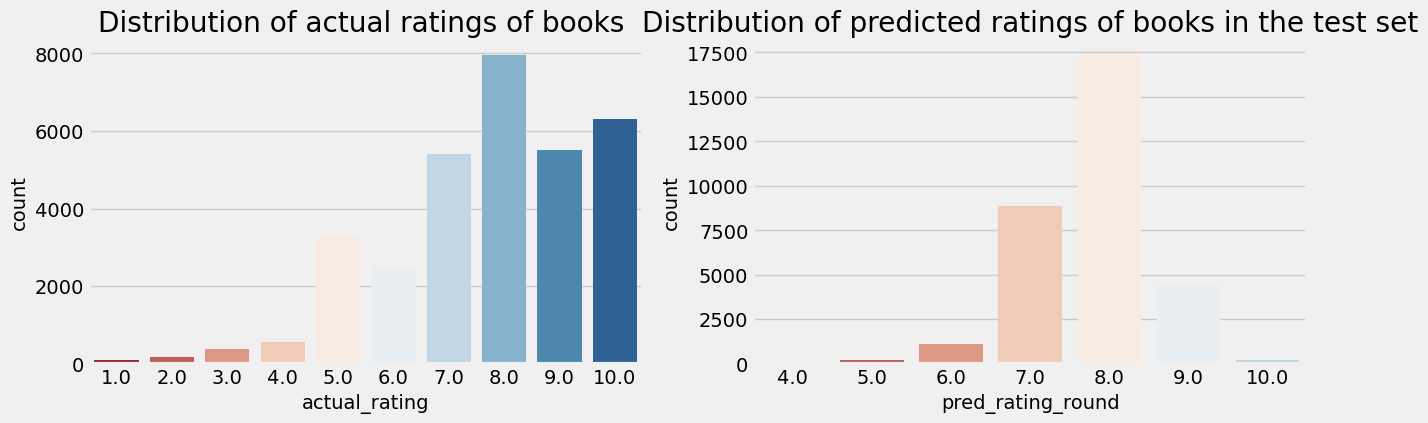 Distribution of actual ratings of books
count
8000
6000
4000
2000
0
1.0 2.0 3.0 4.0 5.0 6.0 7.0 8.0 9.0 10.0
actual_rating
Distribution of predicted ratings of books in the test set
count
17500
15000
12500
10000
7500
5000
2500
0
4.0 5.0 6.0 7.0 8.0 9.0 10.0
pred_rating_round